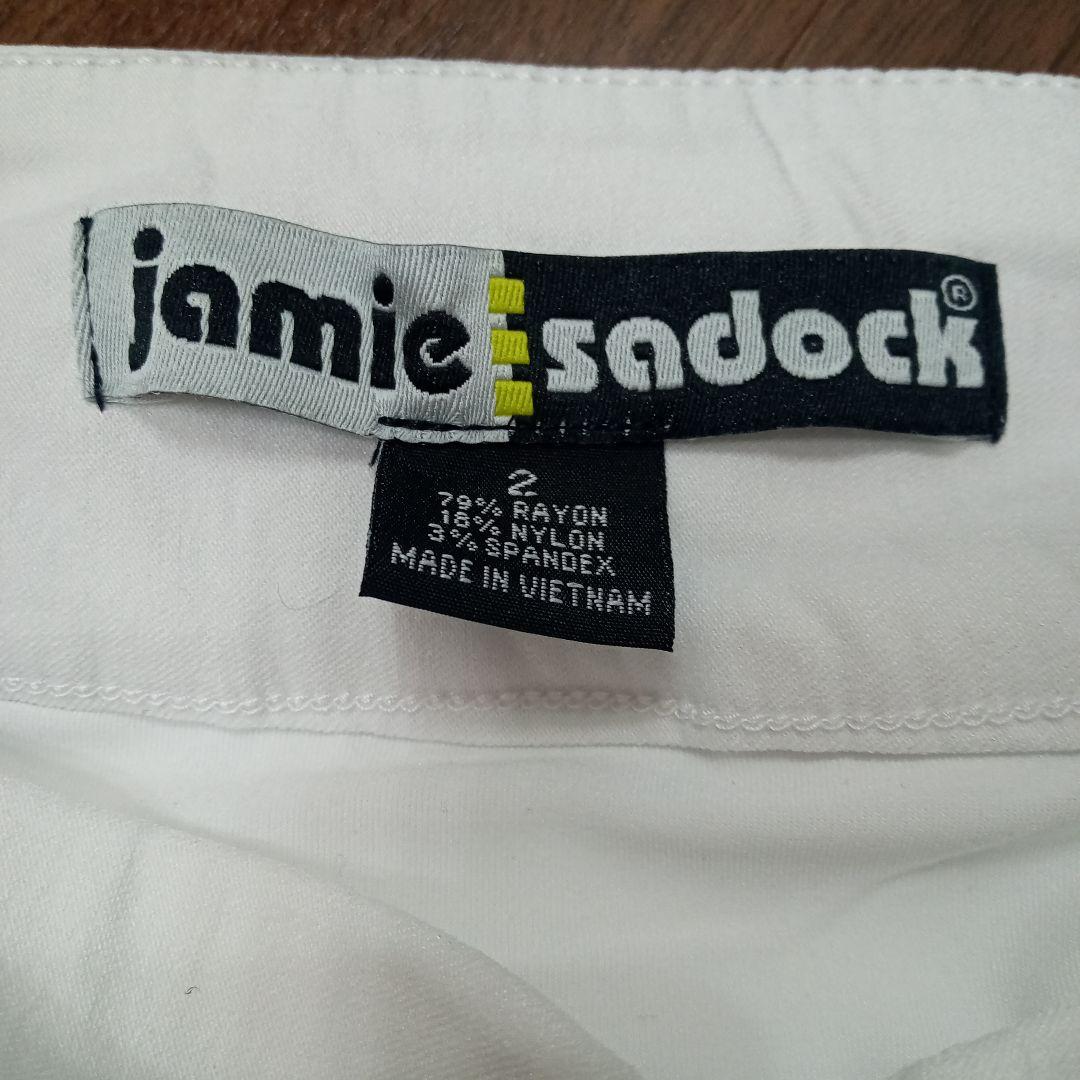 jamie sadock®
2
79% RAYON
18% NYLON
3% SPANDEX
MADE IN VIETNAM